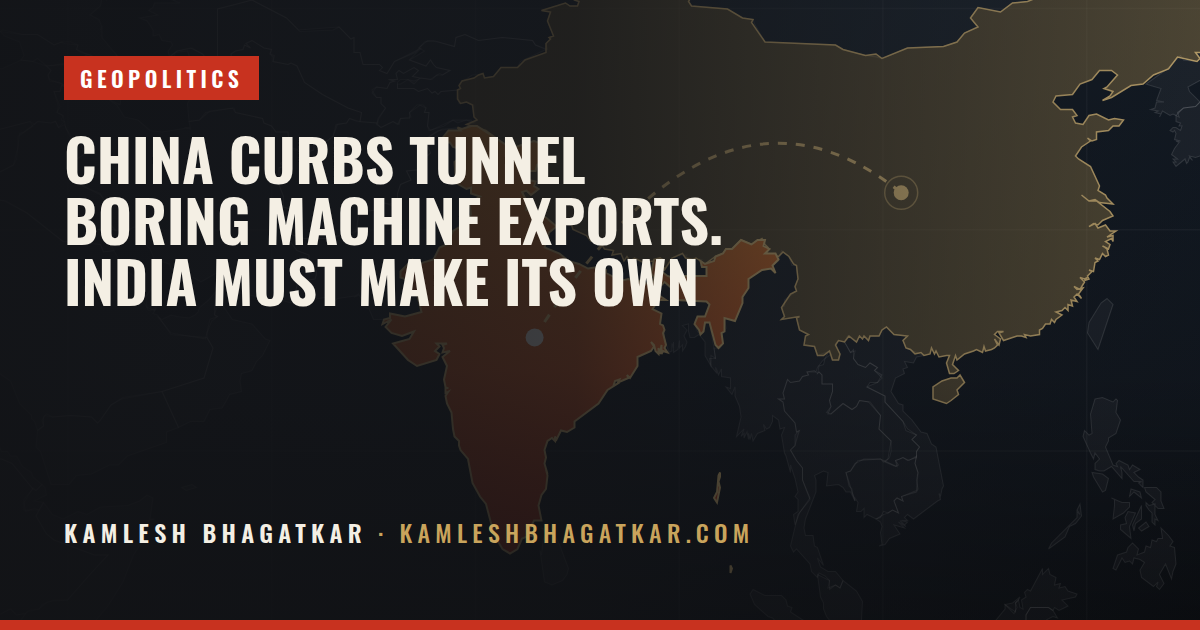 GEOPOLITICS
CHINA CURBS TUNNEL
BORING MACHINE EXPORTS.
INDIA MUST MAKE ITS OWN
KAMLESH BHAGATKAR · KAMLESHBHAGATKAR.COM